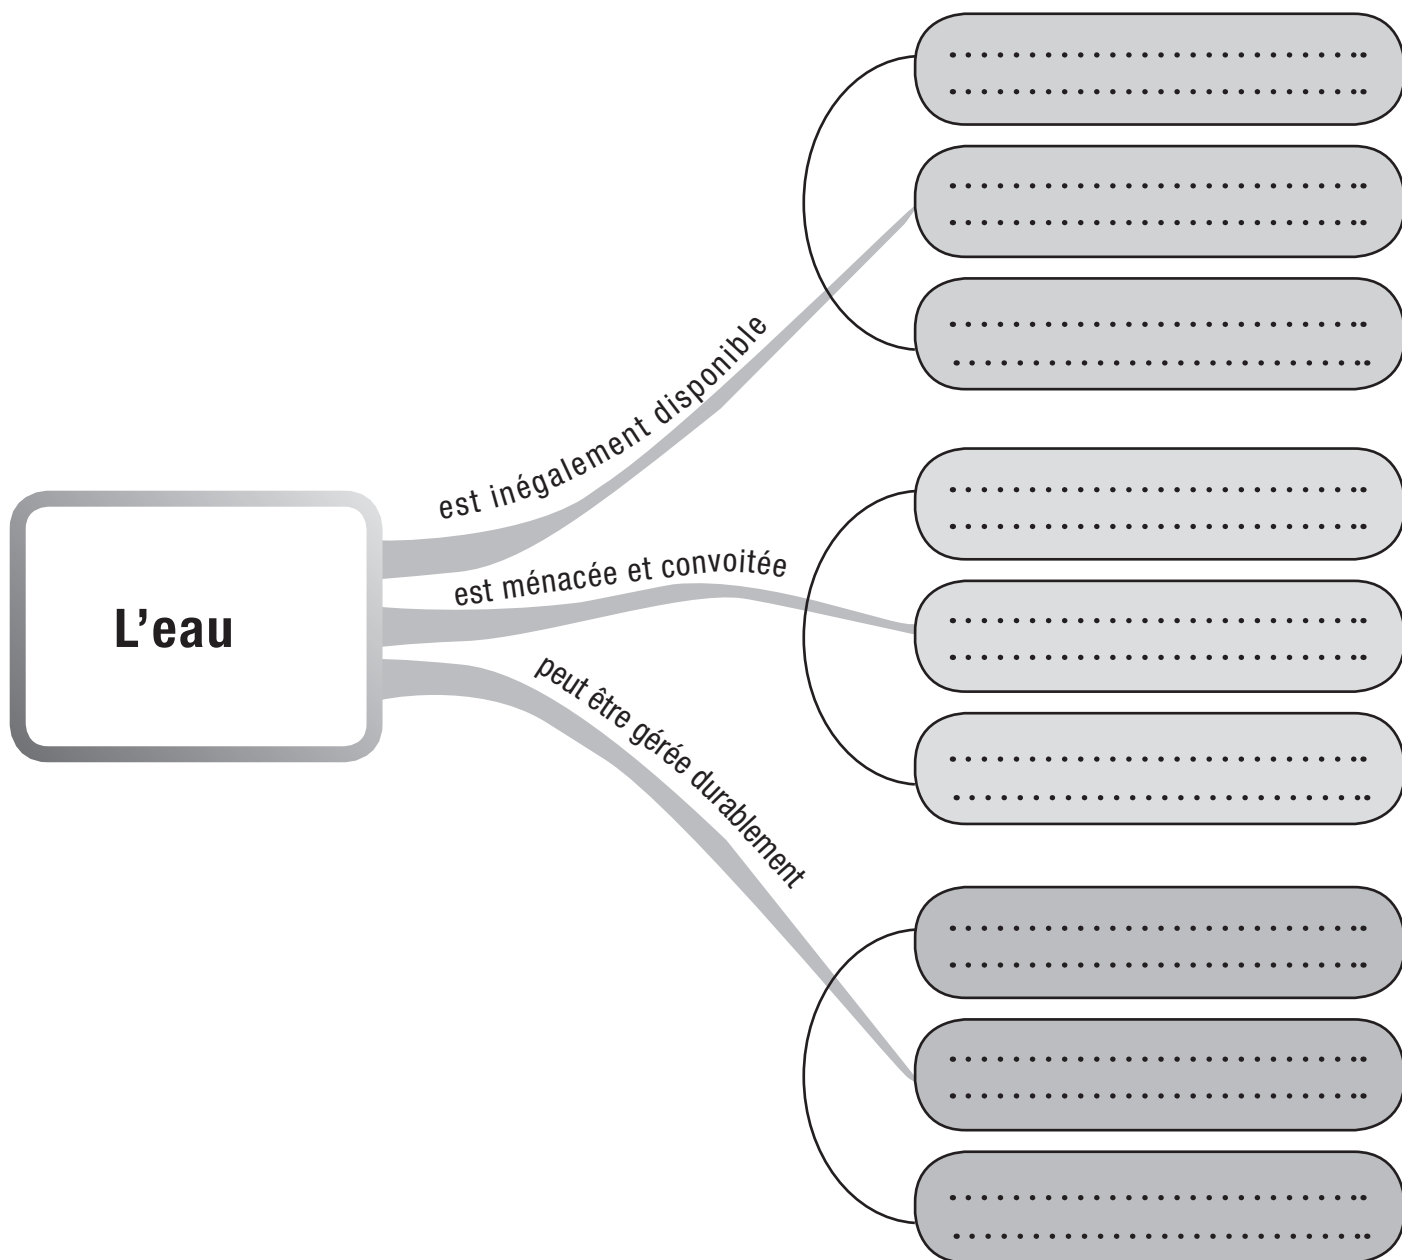 L'eau
est inégalement disponible
est ménacée et convoitée
peut être gérée durablement